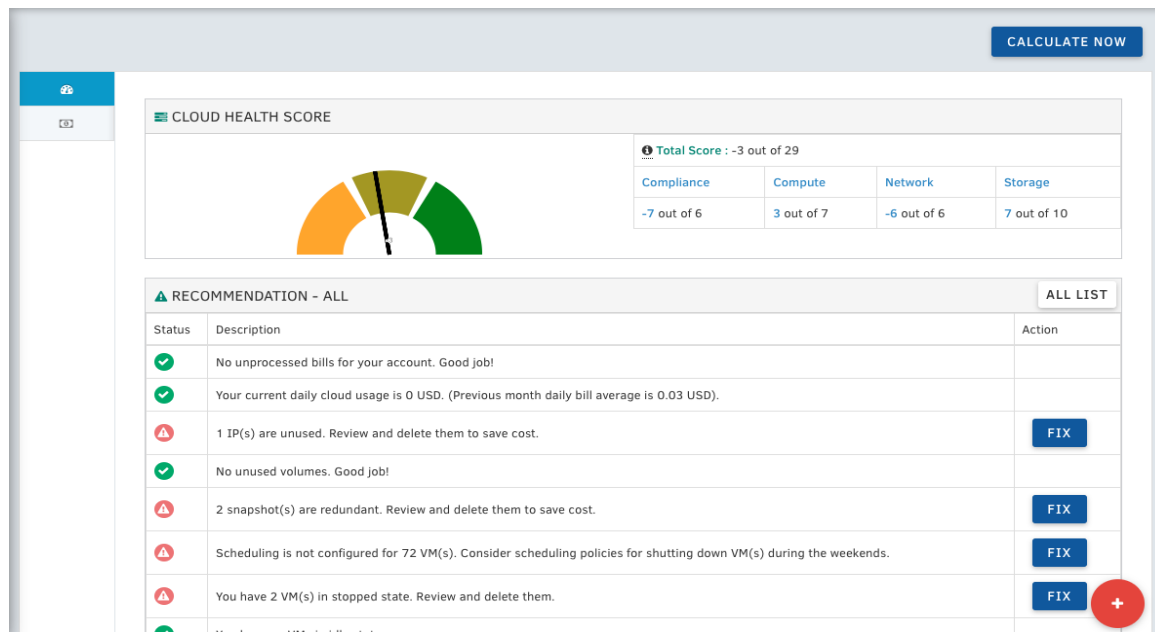 CALCULATE NOW
CLOUD HEALTH SCORE
Total Score : -3 out of 29
Compliance Compute Network Storage
-7 out of 6 3 out of 7 -6 out of 6 7 out of 10
RECOMMENDATION - ALL
ALL LIST
Status Description Action
No unprocessed bills for your account. Good job!
Your current daily cloud usage is 0 USD. (Previous month daily bill average is 0.03 USD).
1 IP(s) are unused. Review and delete them to save cost. FIX
No unused volumes. Good job!
2 snapshot(s) are redundant. Review and delete them to save cost. FIX
Scheduling is not configured for 72 VM(s). Consider scheduling policies for shutting down VM(s) during the weekends. FIX
You have 2 VM(s) in stopped state. Review and delete them. FIX